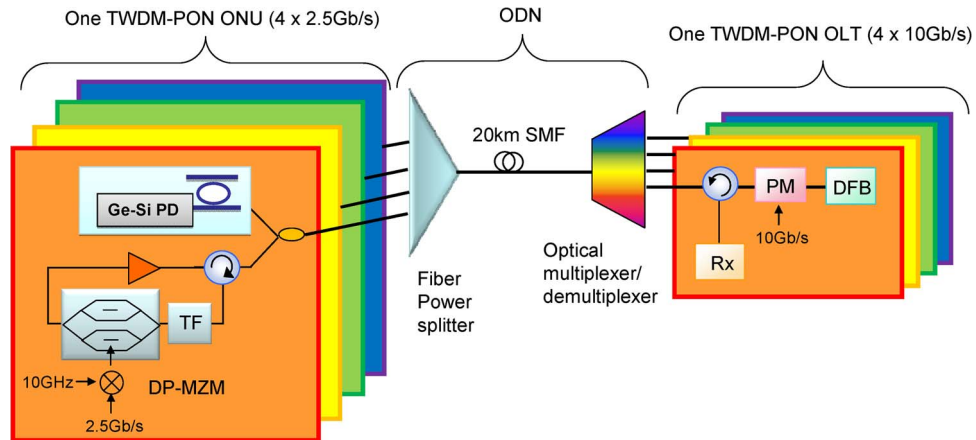 One TWDM-PON ONU (4 x 2.5Gb/s)
ODN
One TWDM-PON OLT (4 x 10Gb/s)
20km SMF
Ge-Si PD
PM
DFB
10Gb/s
Rx
TF
10GHz
DP-MZM
2.5Gb/s
Fiber
Power
splitter
Optical
multiplexer/
demultiplexer